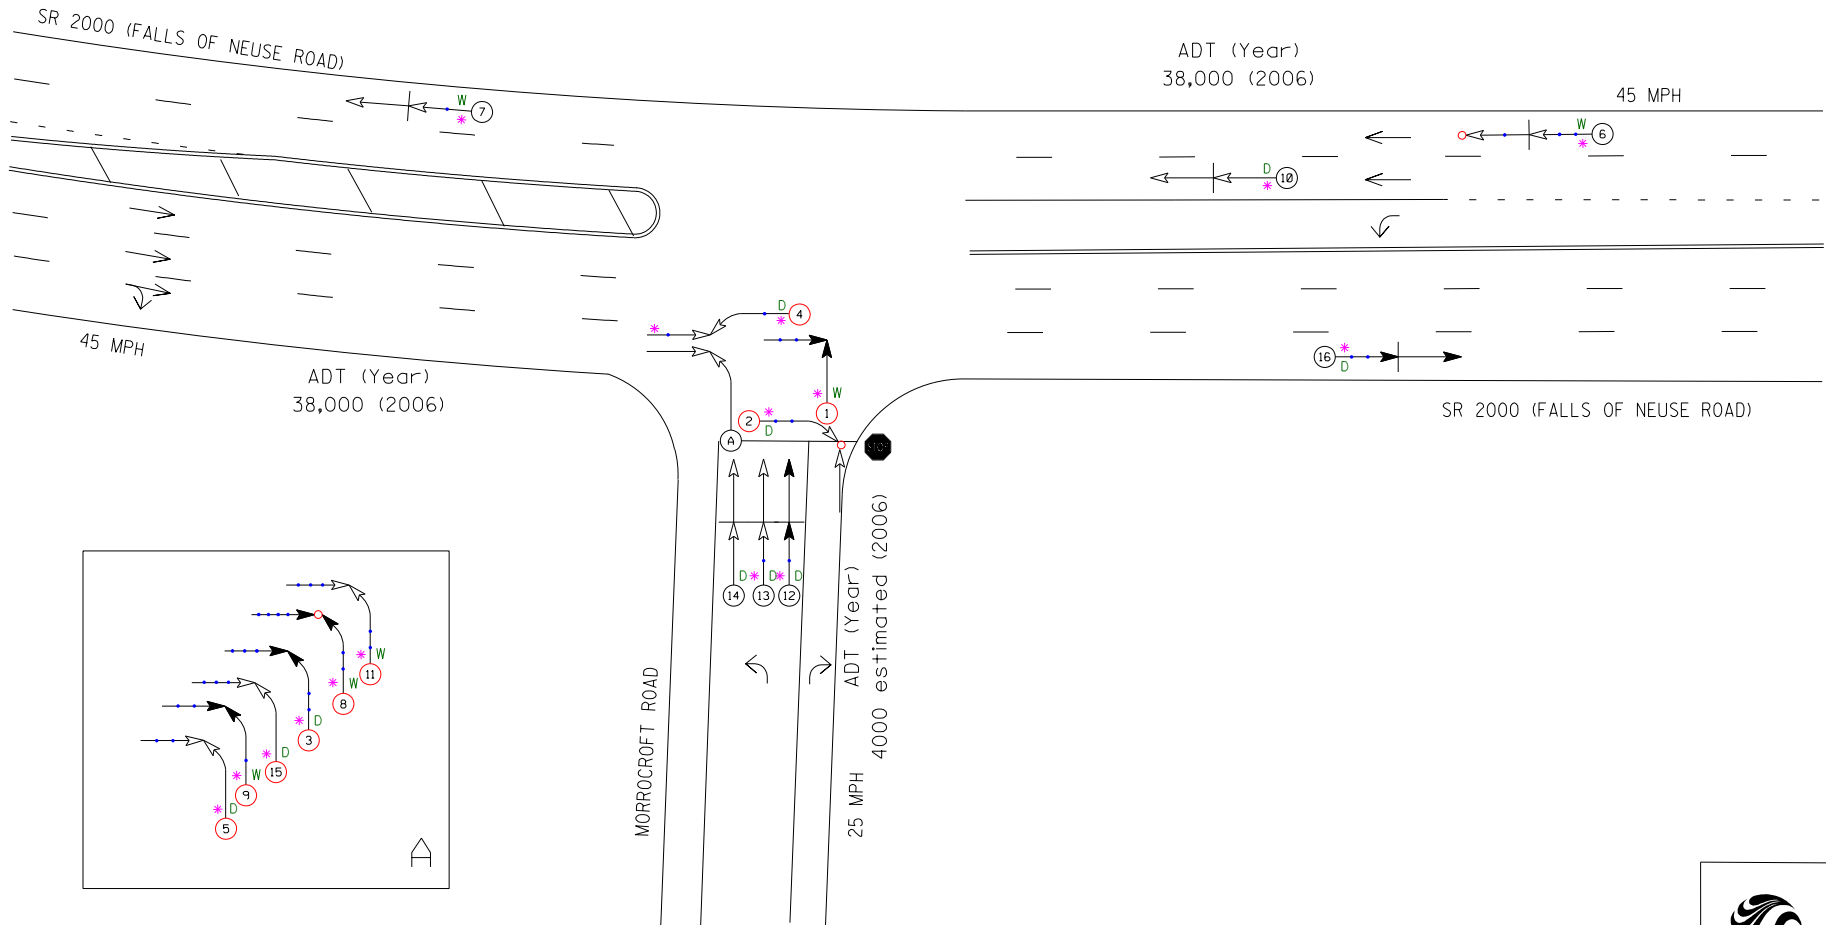 SR 2000 (FALLS OF NEUSE ROAD)
ADT (Year)
38,000 (2006)
45 MPH
W
7
W
6
D
10
D
4
45 MPH
ADT (Year)
38,000 (2006)
16
D
W
1
2
D
A
STOP
SR 2000 (FALLS OF NEUSE ROAD)
D
D
D
14
13
12
ADT (Year)
4000 estimated (2006)
MORROCROFT ROAD
25 MPH
W
11
W
8
D
3
D
15
W
9
D
5
A